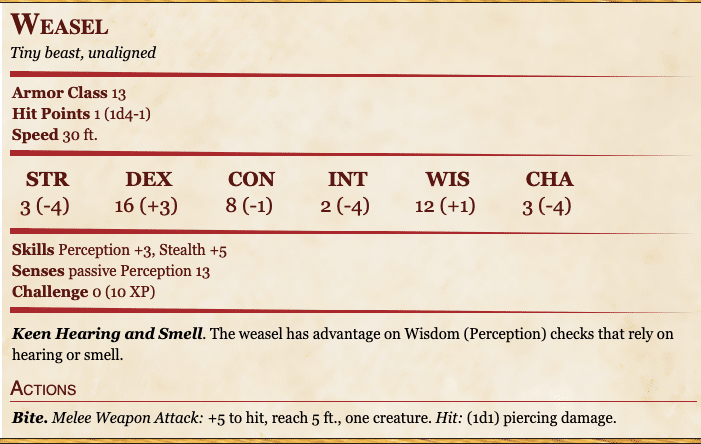 Weasel
Tiny beast, unaligned
Armor Class 13
Hit Points 1 (1d4-1)
Speed 30 ft.
STR DEX CON INT WIS CHA
3 (-4) 16 (+3) 8 (-1) 2 (-4) 12 (+1) 3 (-4)
Skills Perception +3, Stealth +5
Senses passive Perception 13
Challenge 0 (10 XP)
Keen Hearing and Smell. The weasel has advantage on Wisdom (Perception) checks that rely on
hearing or smell.
Actions
Bite. Melee Weapon Attack: +5 to hit, reach 5 ft., one creature. Hit: (1d1) piercing damage.